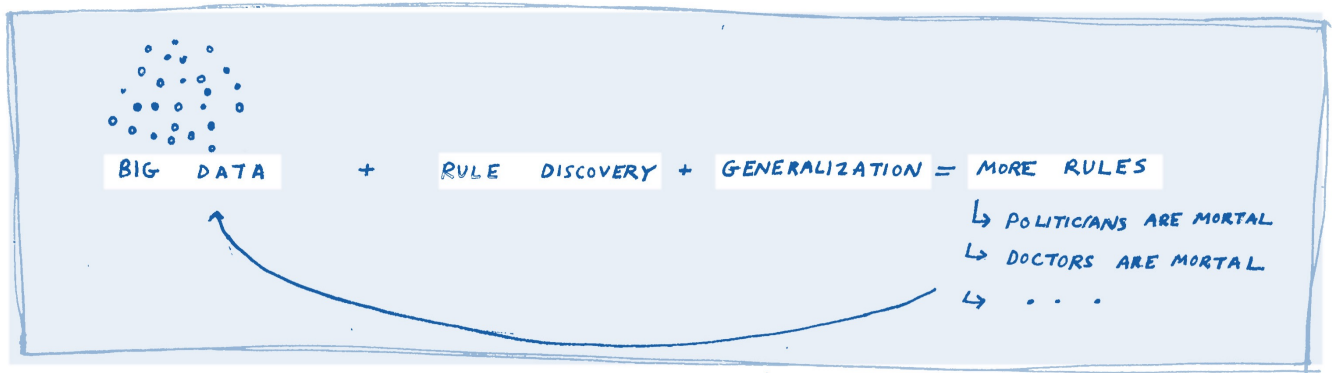 BIG DATA + RULE DISCOVERY + GENERALIZATION = MORE RULES
↳ POLITICIANS ARE MORTAL
↳ DOCTORS ARE MORTAL
↳ . . .